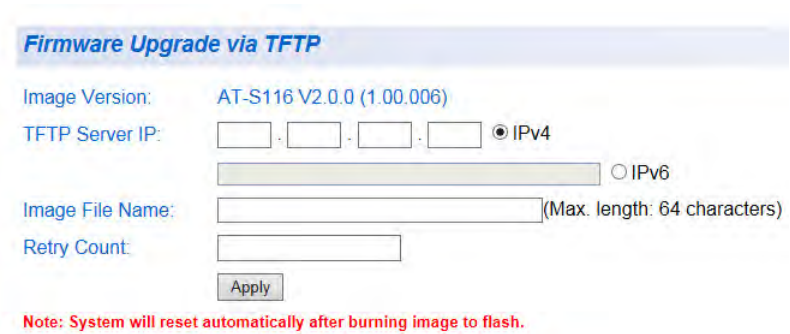 Firmware Upgrade via TFTP
Image Version: AT-S116 V2.0.0 (1.00.006)
TFTP Server IP: . . . IPv4
IPv6
Image File Name: (Max. length: 64 characters)
Retry Count:
Apply
Note: System will reset automatically after burning image to flash.